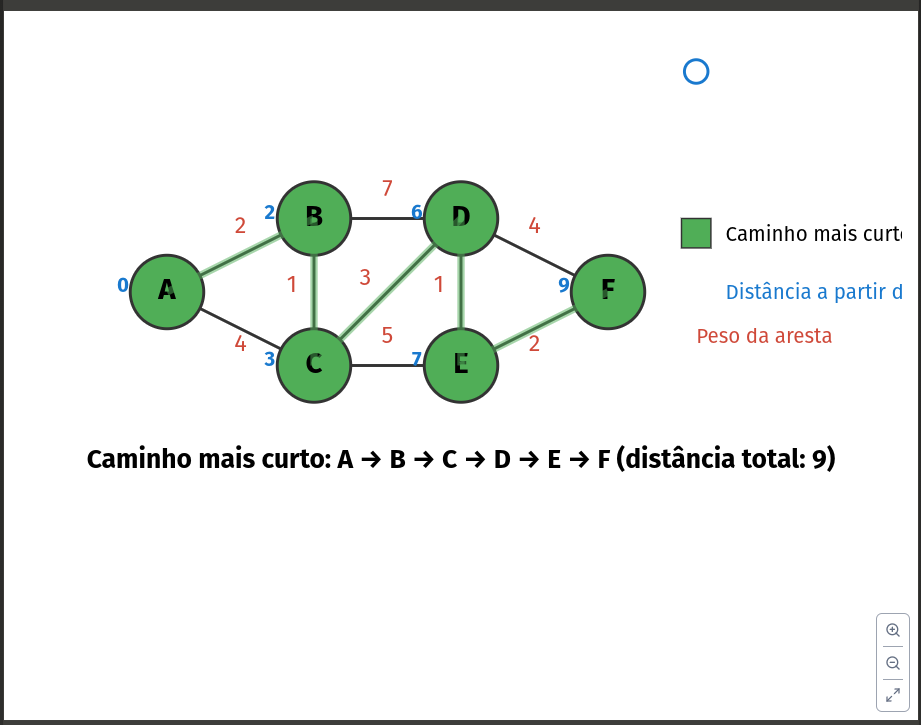 7
2 B 6 D
2 4
Caminho mais curt
0 A 1 3 1 9 F
Distância a partir d
4 5 2
Peso da aresta
3 C 7 E
Caminho mais curto: A → B → C → D → E → F (distância total: 9)